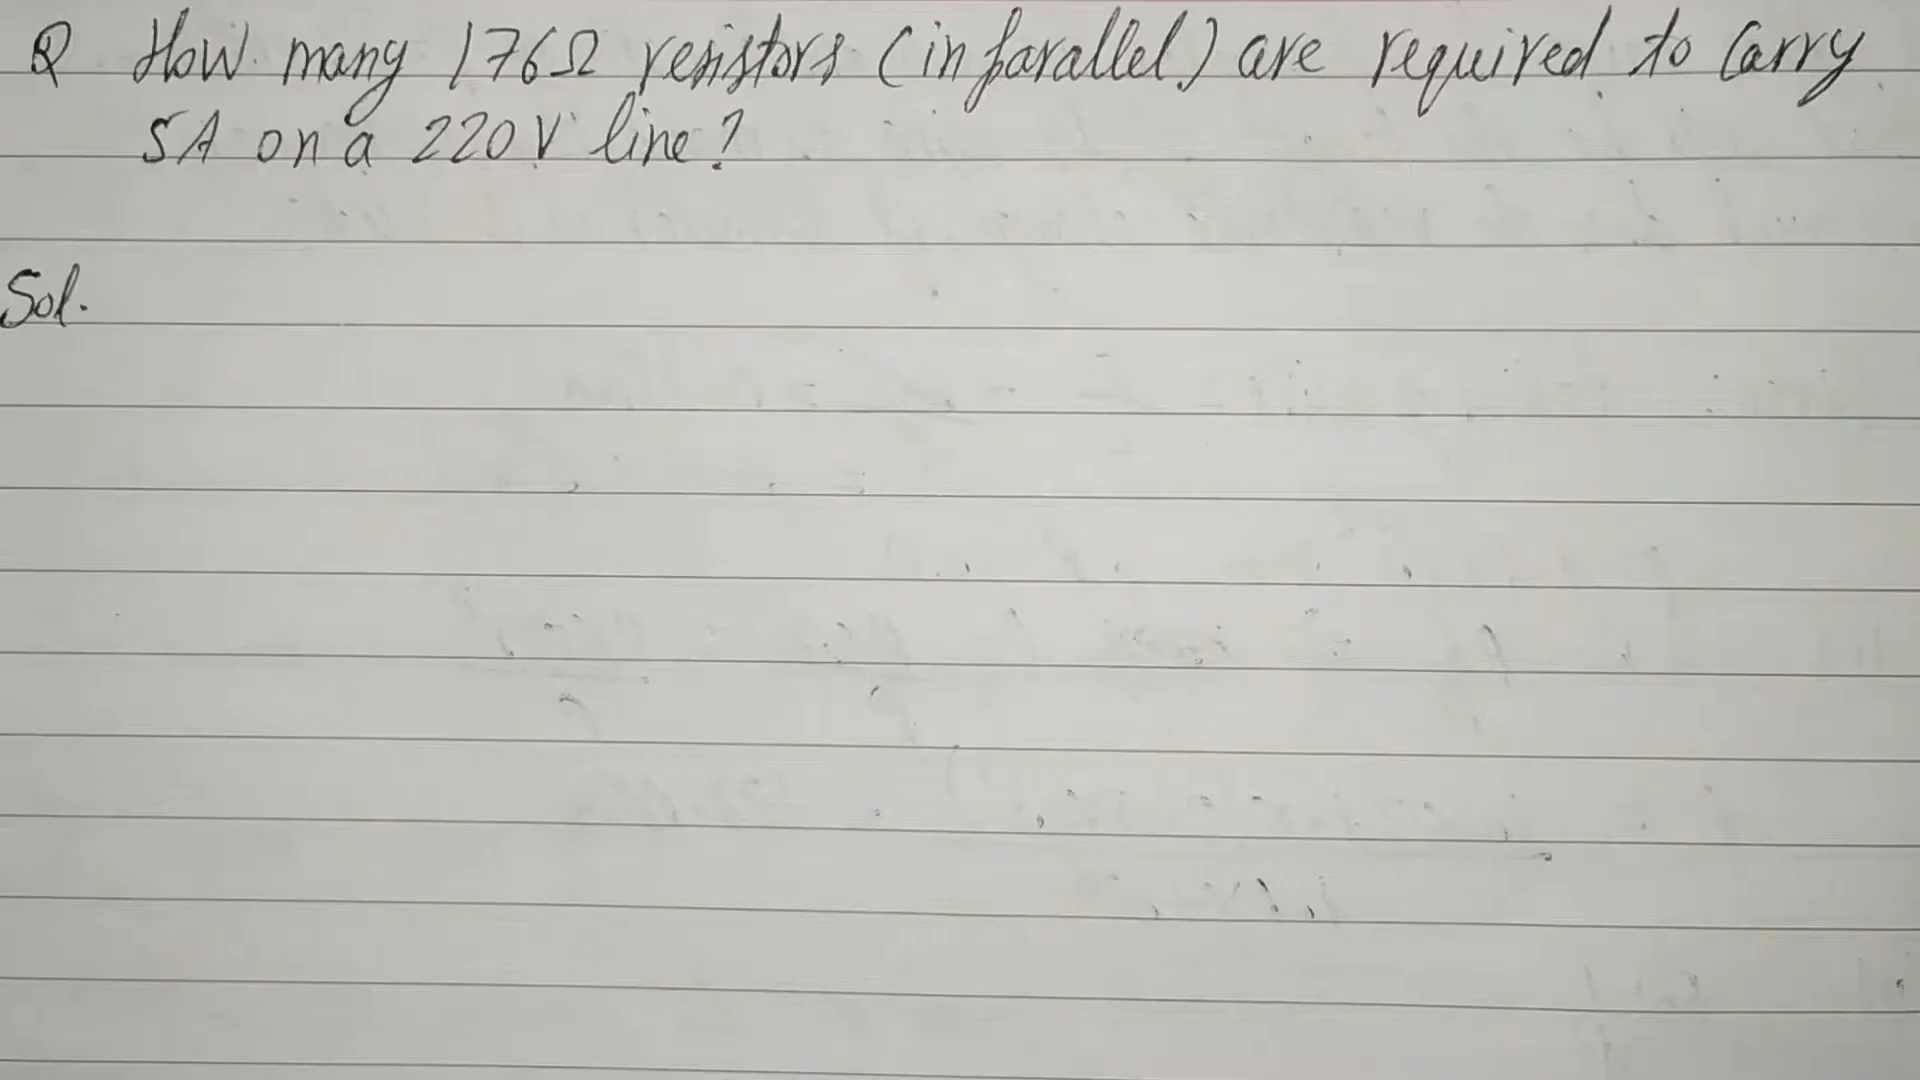 Q How many 176Ω resistors (in parallel) are required to carry
5A on a 220V line?
Sol.